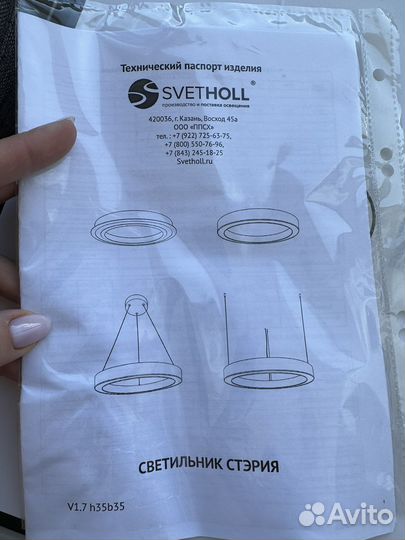 Технический паспорт изделия
SVETHOLL®
производство и поставка освещения
420036, г. Казань, Восход 45а
ООО «ППСХ»
тел. : +7 (922) 725-63-75,
+7 (800) 550-76-96,
+7 (843) 245-18-25
Svetholl.ru
СВЕТИЛЬНИК СТЭРИЯ
V1.7 h35b35
Avito